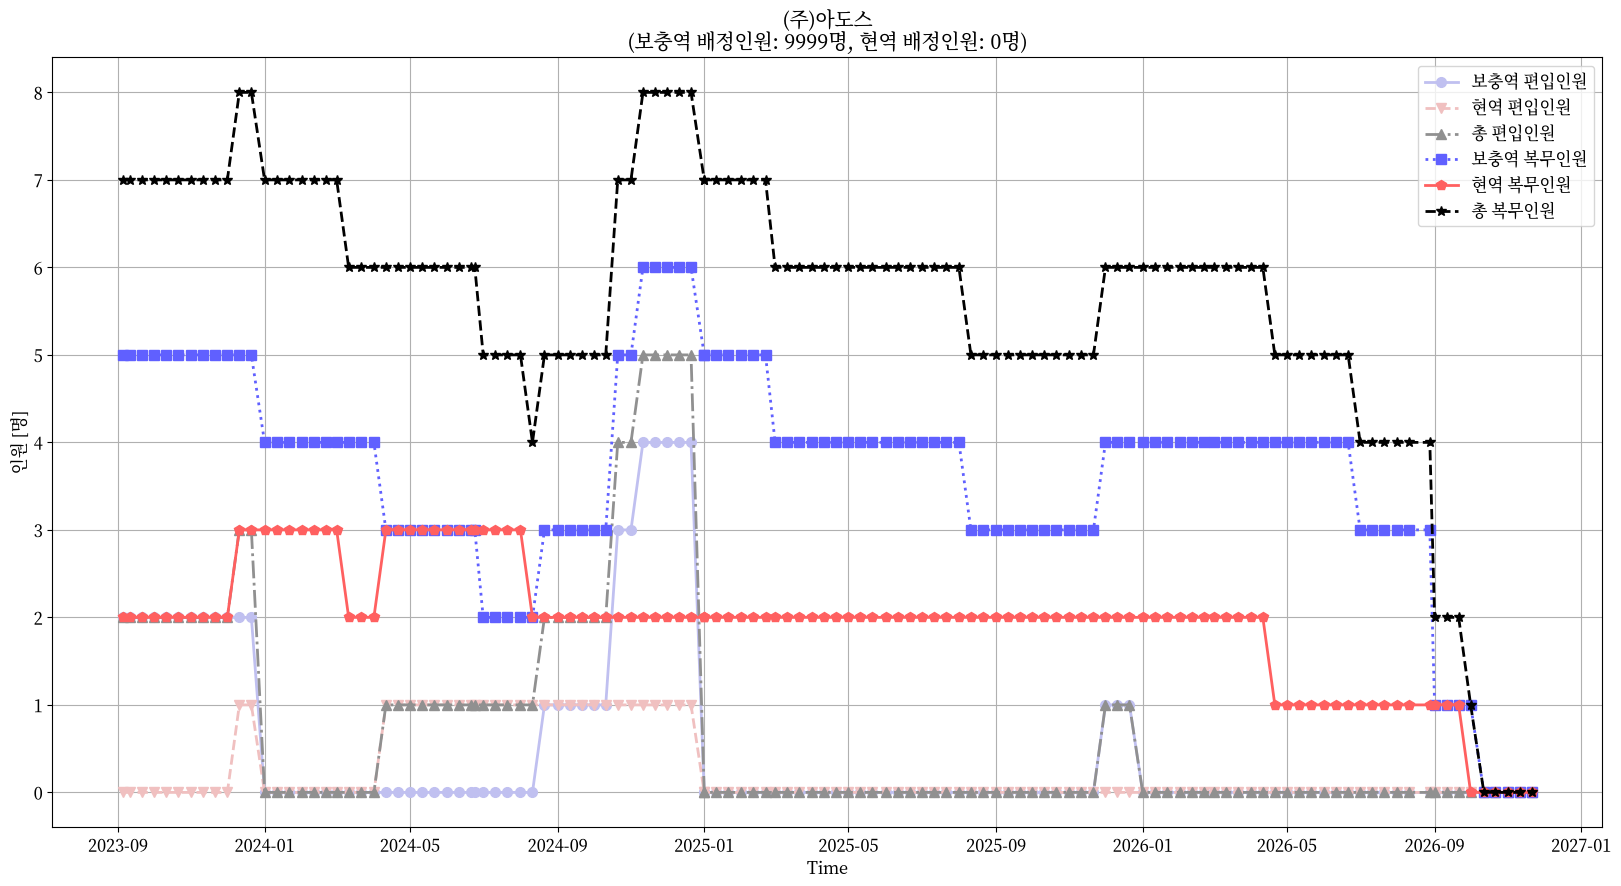 (주)아도스
(보충역 배정인원: 9999명, 현역 배정인원: 0명)
보충역 편입인원
현역 편입인원
총 편입인원
보충역 복무인원
현역 복무인원
총 복무인원
인원 [명]
8
7
6
5
4
3
2
1
0
2023-09 2024-01 2024-05 2024-09 2025-01 2025-05 2025-09 2026-01 2026-05 2026-09 2027-01
Time